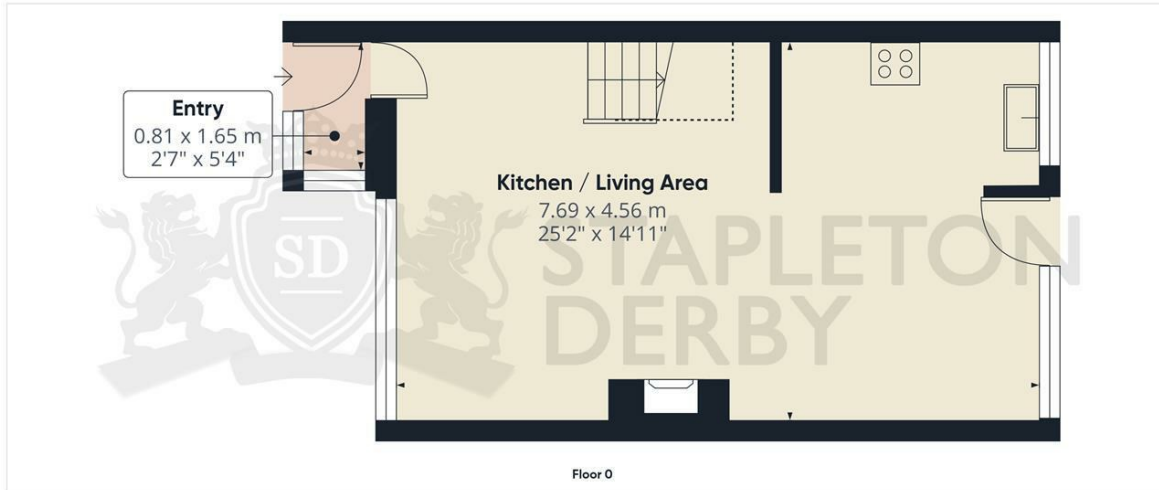 Entry
0.81 x 1.65 m
2'7" x 5'4"
Kitchen / Living Area
7.69 x 4.56 m
25'2" x 14'11"
SD
STAPLETON
DERBY
Floor 0